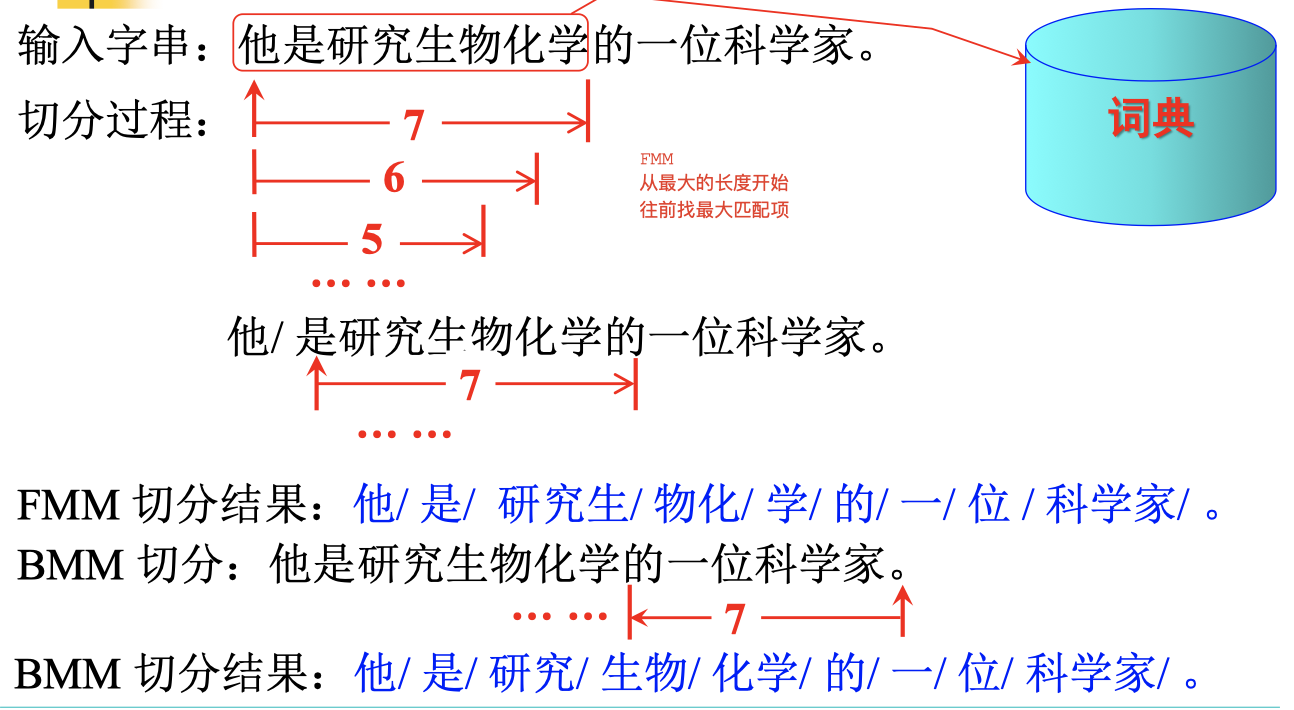 输入字串：他是研究生物化学的一位科学家。
词典
切分过程：
7
6
5
… …
FMM
从最大的长度开始
往前找最大匹配项
他/ 是研究生物化学的一位科学家。
7
… …
FMM 切分结果：他/ 是/ 研究生/ 物化/ 学/ 的/ 一/ 位 / 科学家/ 。
BMM 切分：他是研究生物化学的一位科学家。
… …
7
BMM 切分结果：他/ 是/ 研究/ 生物/ 化学/ 的/ 一/ 位/ 科学家/ 。